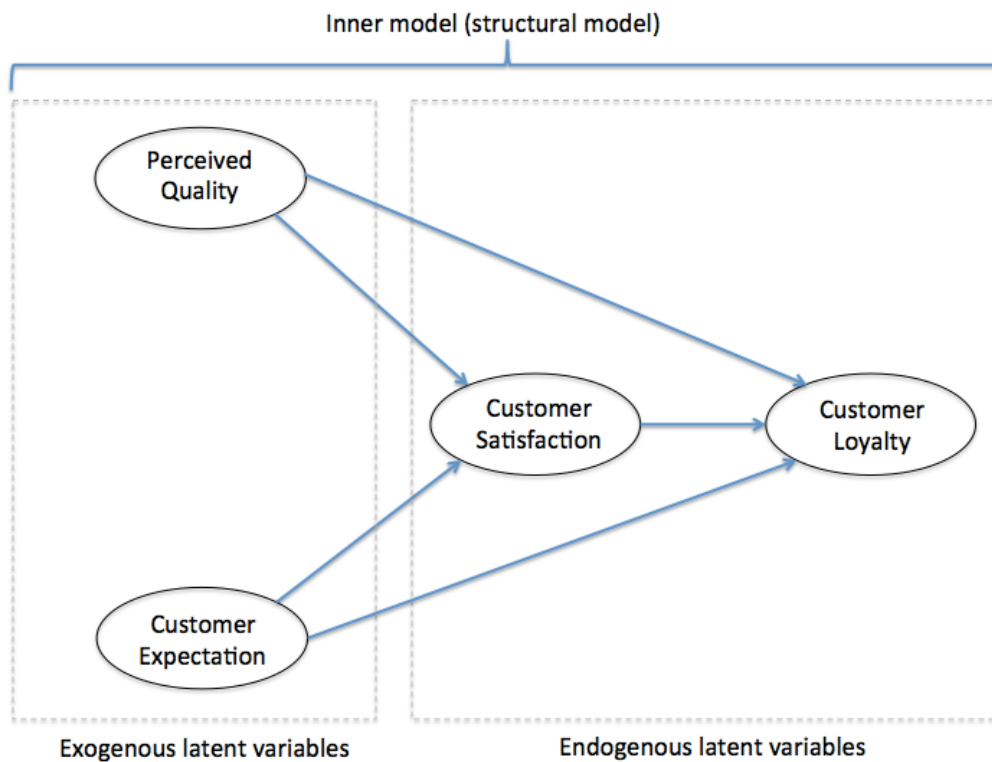 Inner model (structural model)
Perceived
Quality
Customer
Satisfaction
Customer
Loyalty
Customer
Expectation
Exogenous latent variables
Endogenous latent variables